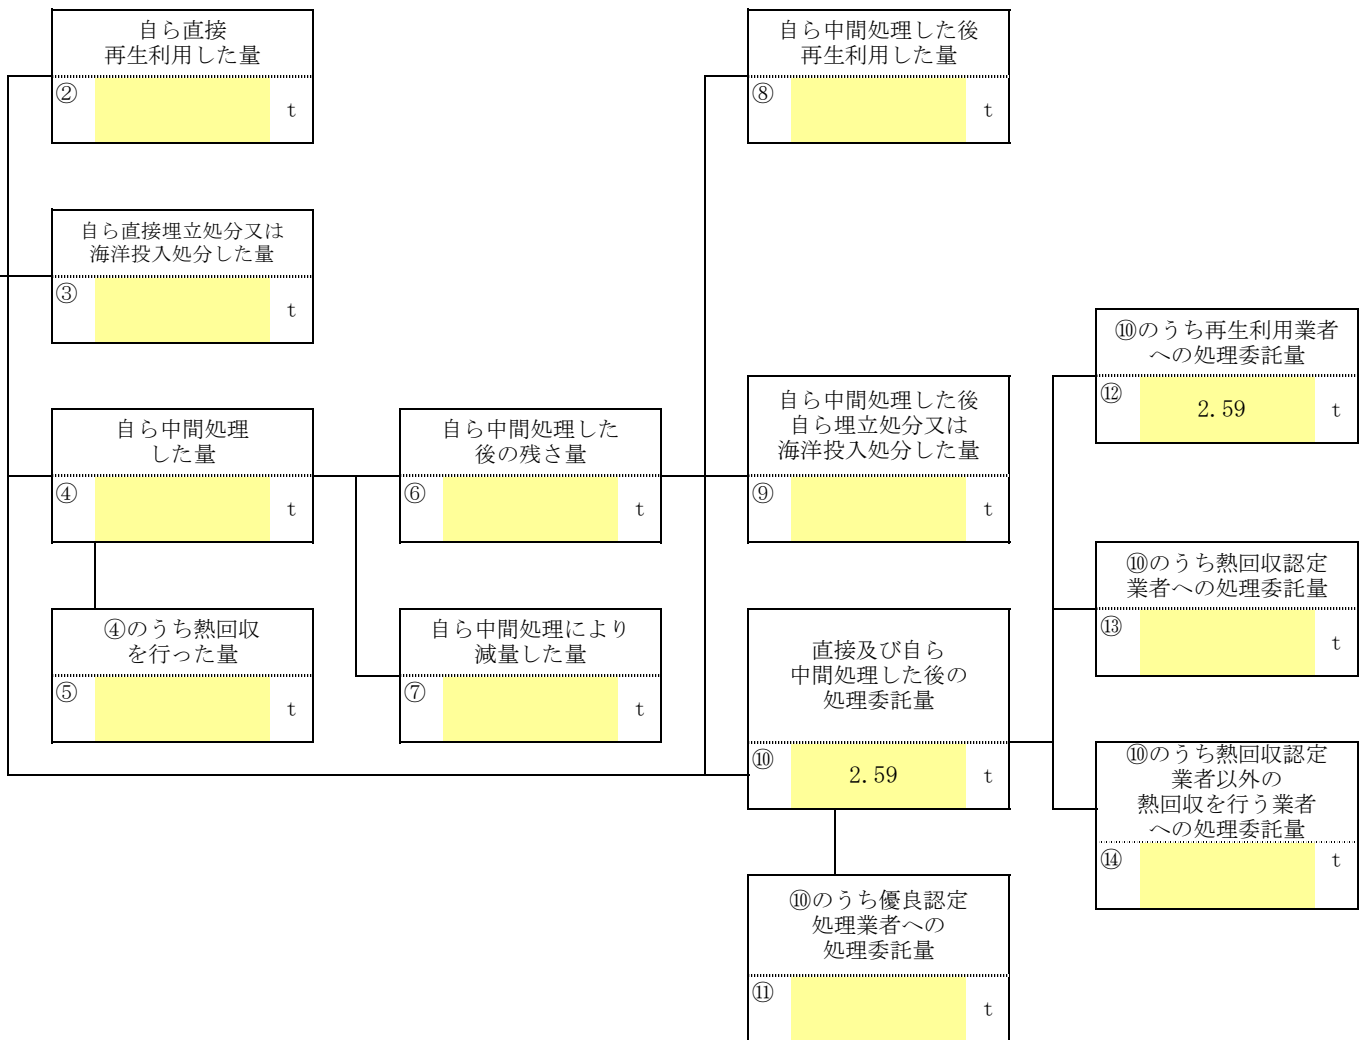 自ら直接
再生利用した量
②
t
自ら直接埋立処分又は
海洋投入処分した量
③
t
自ら中間処理
した量
④
t
④のうち熱回収
を行った量
⑤
t
自ら中間処理した
後の残さ量
⑥
t
自ら中間処理により
減量した量
⑦
t
自ら中間処理した後
再生利用した量
⑧
t
自ら中間処理した後
自ら埋立処分又は
海洋投入処分した量
⑨
t
直接及び自ら
中間処理した後の
処理委託量
⑩ 2.59 t
⑩のうち優良認定
処理業者への
処理委託量
⑪
t
⑩のうち再生利用業者
への処理委託量
⑫ 2.59 t
⑩のうち熱回収認定
業者への処理委託量
⑬
t
⑩のうち熱回収認定
業者以外の
熱回収を行う業者
への処理委託量
⑭
t